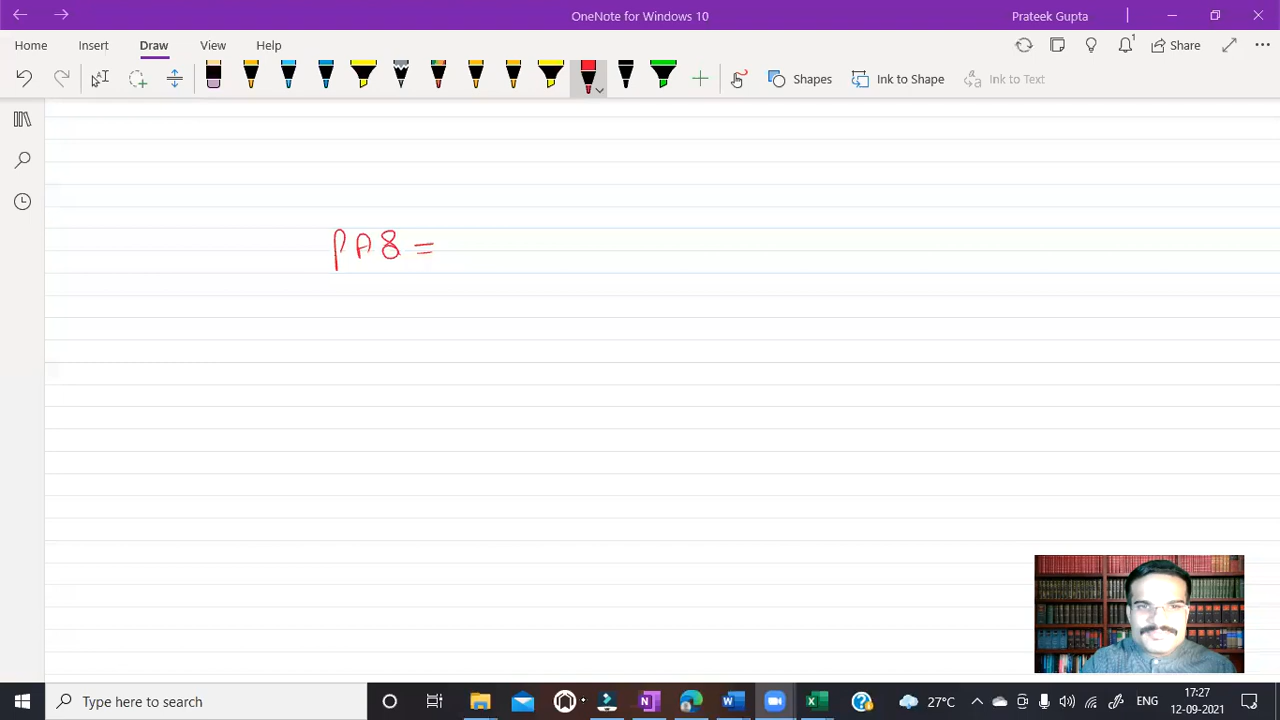 OneNote for Windows 10
Prateek Gupta
Home Insert Draw View Help
1
Share
Shapes
Ink to Shape
Ink to Text
PA8 =
Type here to search
27°C
ENG
17:27
12-09-2021